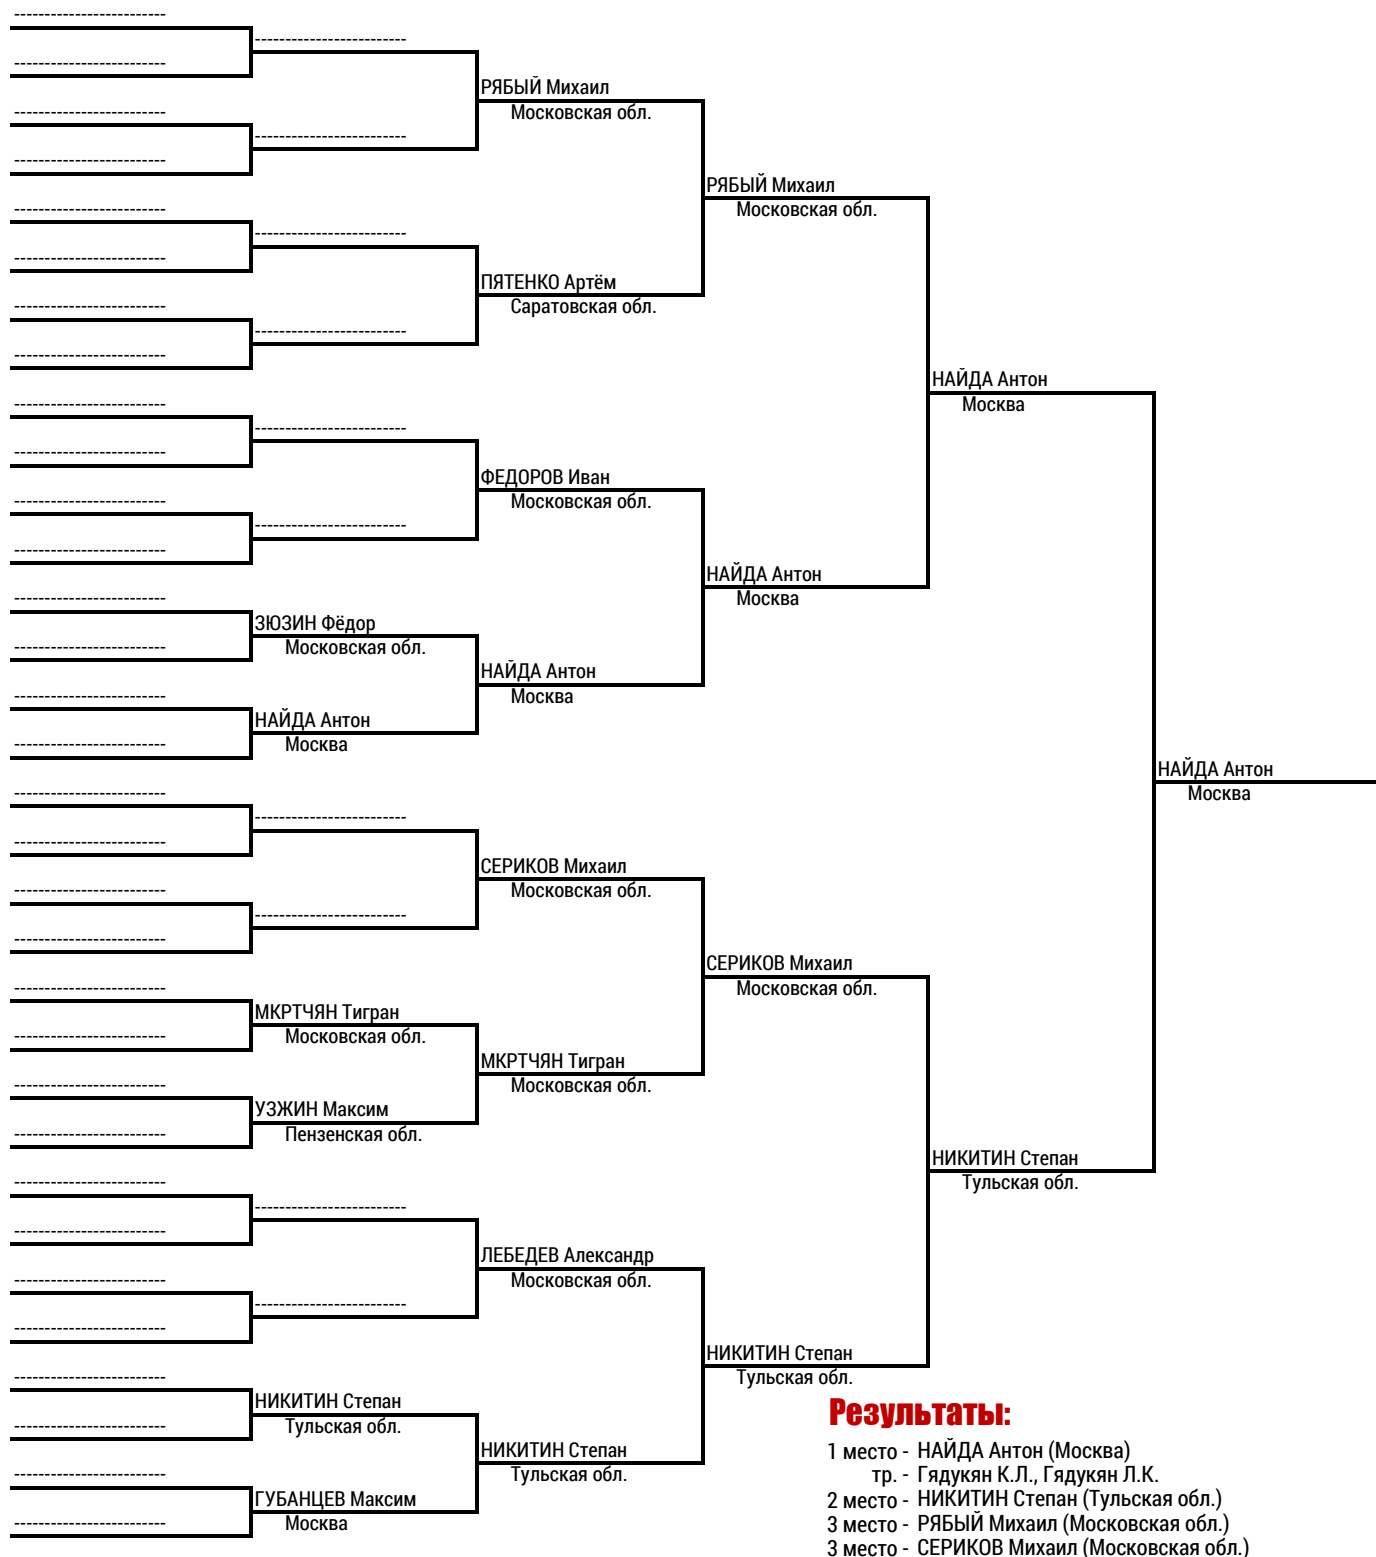 -------------------------
-------------------------
-------------------------
РЯБЫЙ Михаил
Московская обл.
-------------------------
-------------------------
-------------------------
РЯБЫЙ Михаил
Московская обл.
-------------------------
-------------------------
-------------------------
ПЯТЕНКО Артём
Саратовская обл.
-------------------------
-------------------------
-------------------------
НАЙДА Антон
Москва
-------------------------
-------------------------
-------------------------
ФЕДОРОВ Иван
Московская обл.
-------------------------
-------------------------
-------------------------
НАЙДА Антон
Москва
-------------------------
ЗЮЗИН Фёдор
Московская обл.
-------------------------
НАЙДА Антон
Москва
-------------------------
НАЙДА Антон
Москва
-------------------------
НАЙДА Антон
Москва
-------------------------
-------------------------
-------------------------
СЕРИКОВ Михаил
Московская обл.
-------------------------
-------------------------
-------------------------
СЕРИКОВ Михаил
Московская обл.
-------------------------
МКРТЧЯН Тигран
Московская обл.
-------------------------
МКРТЧЯН Тигран
Московская обл.
-------------------------
УЗЖИН Максим
Пензенская обл.
-------------------------
НИКИТИН Степан
Тульская обл.
-------------------------
-------------------------
-------------------------
ЛЕБЕДЕВ Александр
Московская обл.
-------------------------
-------------------------
-------------------------
НИКИТИН Степан
Тульская обл.
-------------------------
НИКИТИН Степан
Тульская обл.
-------------------------
НИКИТИН Степан
Тульская обл.
-------------------------
ГУБАНЦЕВ Максим
Москва
-------------------------
Результаты:
1 место - НАЙДА Антон (Москва)
тр. - Гядукян К.Л., Гядукян Л.К.
2 место - НИКИТИН Степан (Тульская обл.)
3 место - РЯБЫЙ Михаил (Московская обл.)
3 место - СЕРИКОВ Михаил (Московская обл.)